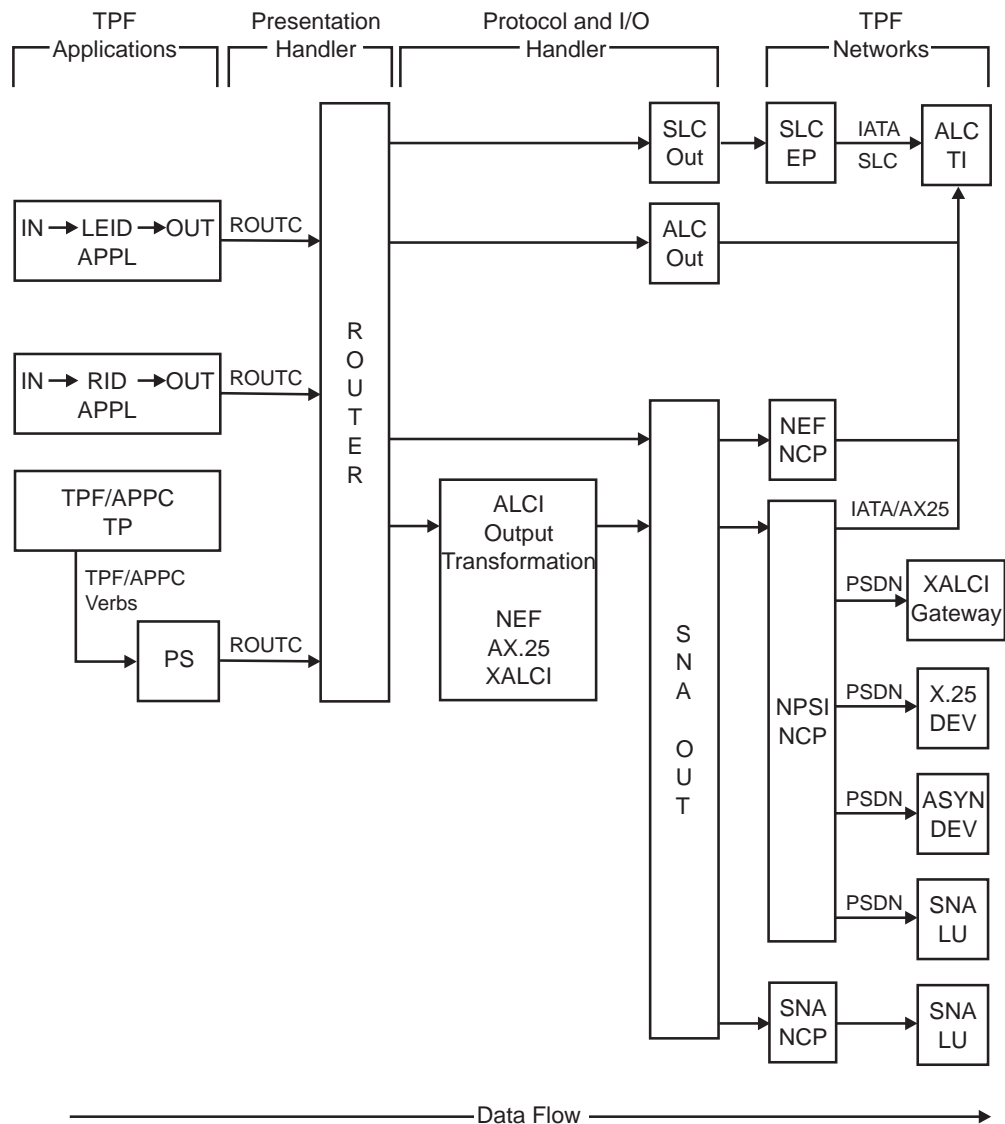 TPF
Applications
Presentation
Handler
Protocol and I/O
Handler
TPF
Networks
SLC
Out
SLC
EP
IATA
SLC
ALC
TI
IN LEID OUT
APPL
ROUTC
ALC
Out
ROUTER
IN RID OUT
APPL
ROUTC
NEF
NCP
TPF/APPC
TP
ALCI
Output
Transformation
NEF
AX.25
XALCI
IATA/AX25
TPF/APPC
Verbs
PS
ROUTC
SNA OUT
NPSI
NCP
PSDN
XALCI
Gateway
PSDN
X.25
DEV
PSDN
ASYN
DEV
PSDN
SNA
LU
SNA
NCP
SNA
LU
Data Flow